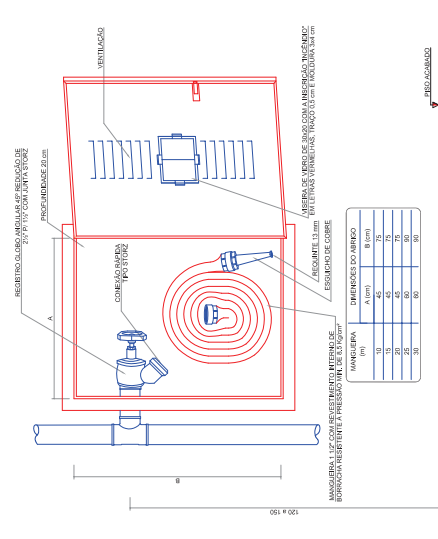 REGISTRO GLOBO ANGULAR 45º REDUÇÃO DE
2½" P/ 1½" COM JUNTA STORZ
PROFUNDIDADE 20 cm
VENTILAÇÃO
CONEXÃO RÁPIDA
TIPO STORZ
VISEIRA DE VIDRO DE 30x20 COM A INSCRIÇÃO "INCÊNDIO"
EM LETRAS VERMELHAS, TRAÇO 0,5 cm E MOLDURA 3x4 cm
REQUINTE 13 mm
ESGUICHO DE COBRE
MANGUEIRA 1 1/2" COM REVESTIMENTO INTERNO DE
BORRACHA RESISTENTE À PRESSÃO MÍN. DE 8,5 Kg/cm²
A
B
120 a 150
PISO ACABADO
MANGUEIRA (m) DIMENSÕES DO ABRIGO
A (cm) B (cm)
10 45 75
15 45 75
20 45 75
25 60 90
30 60 90